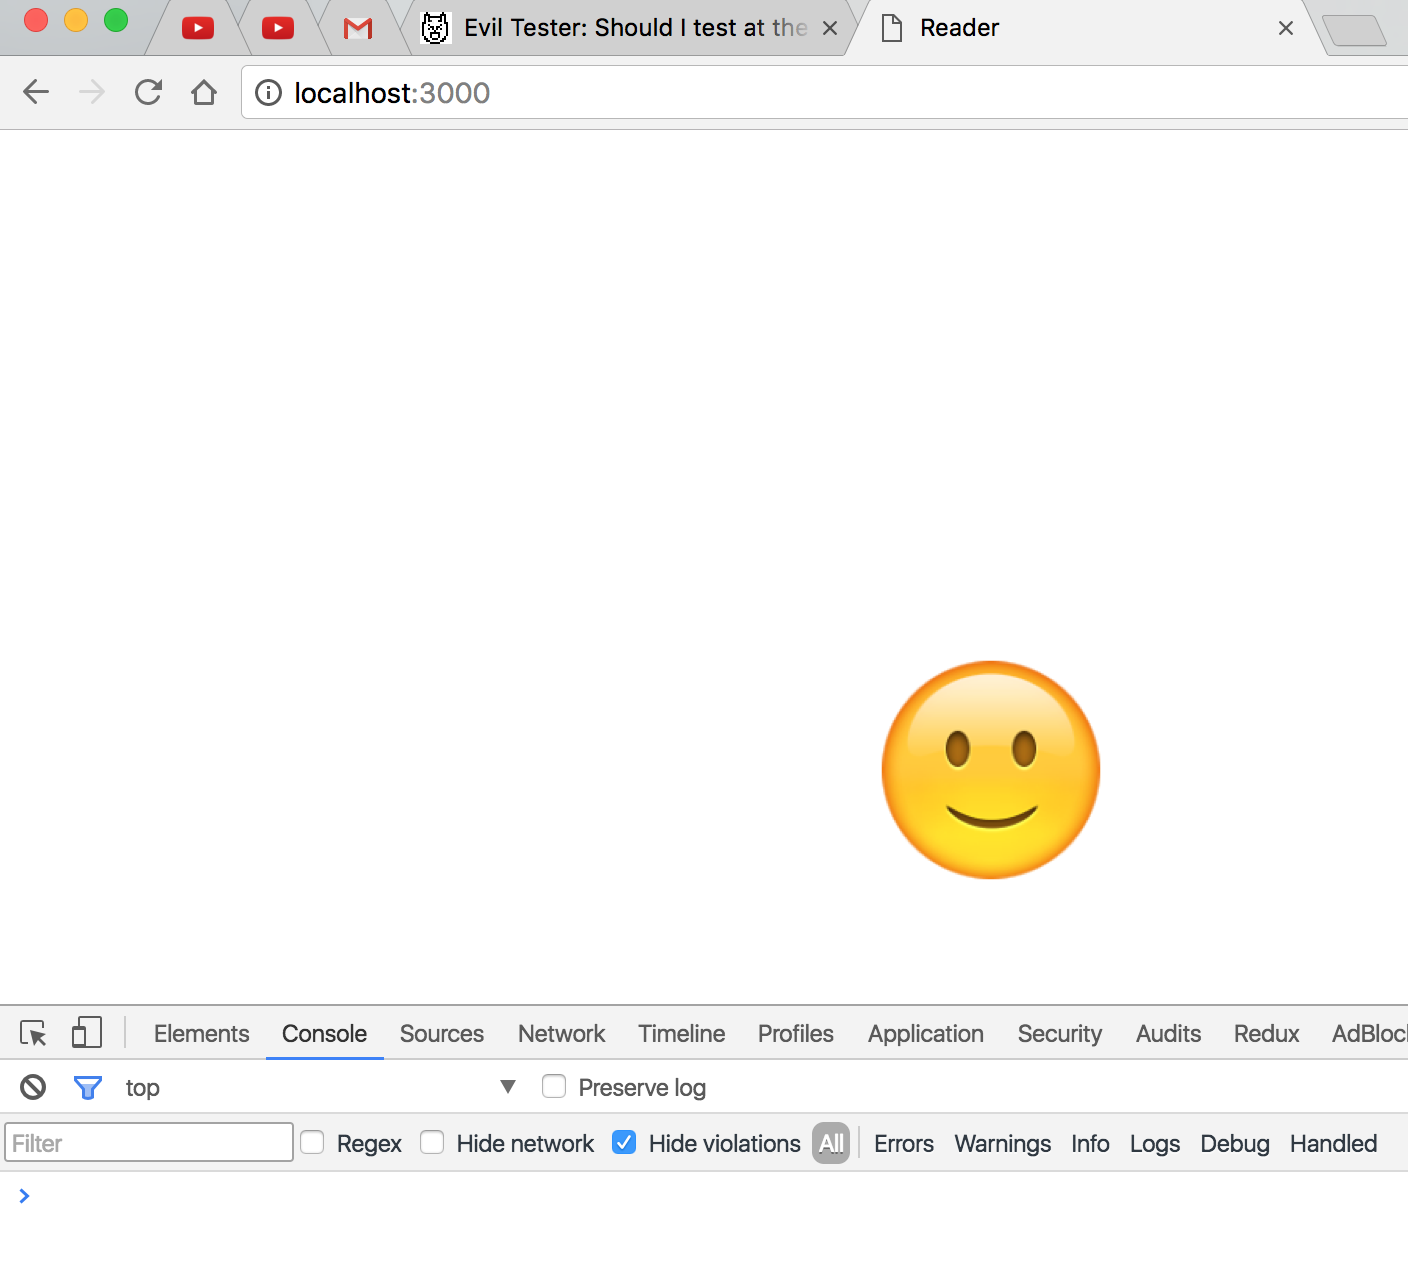 Evil Tester: Should I test at the
Reader
localhost:3000
Elements Console Sources Network Timeline Profiles Application Security Audits Redux AdBloc
top Preserve log
Filter Regex Hide network Hide violations All Errors Warnings Info Logs Debug Handled